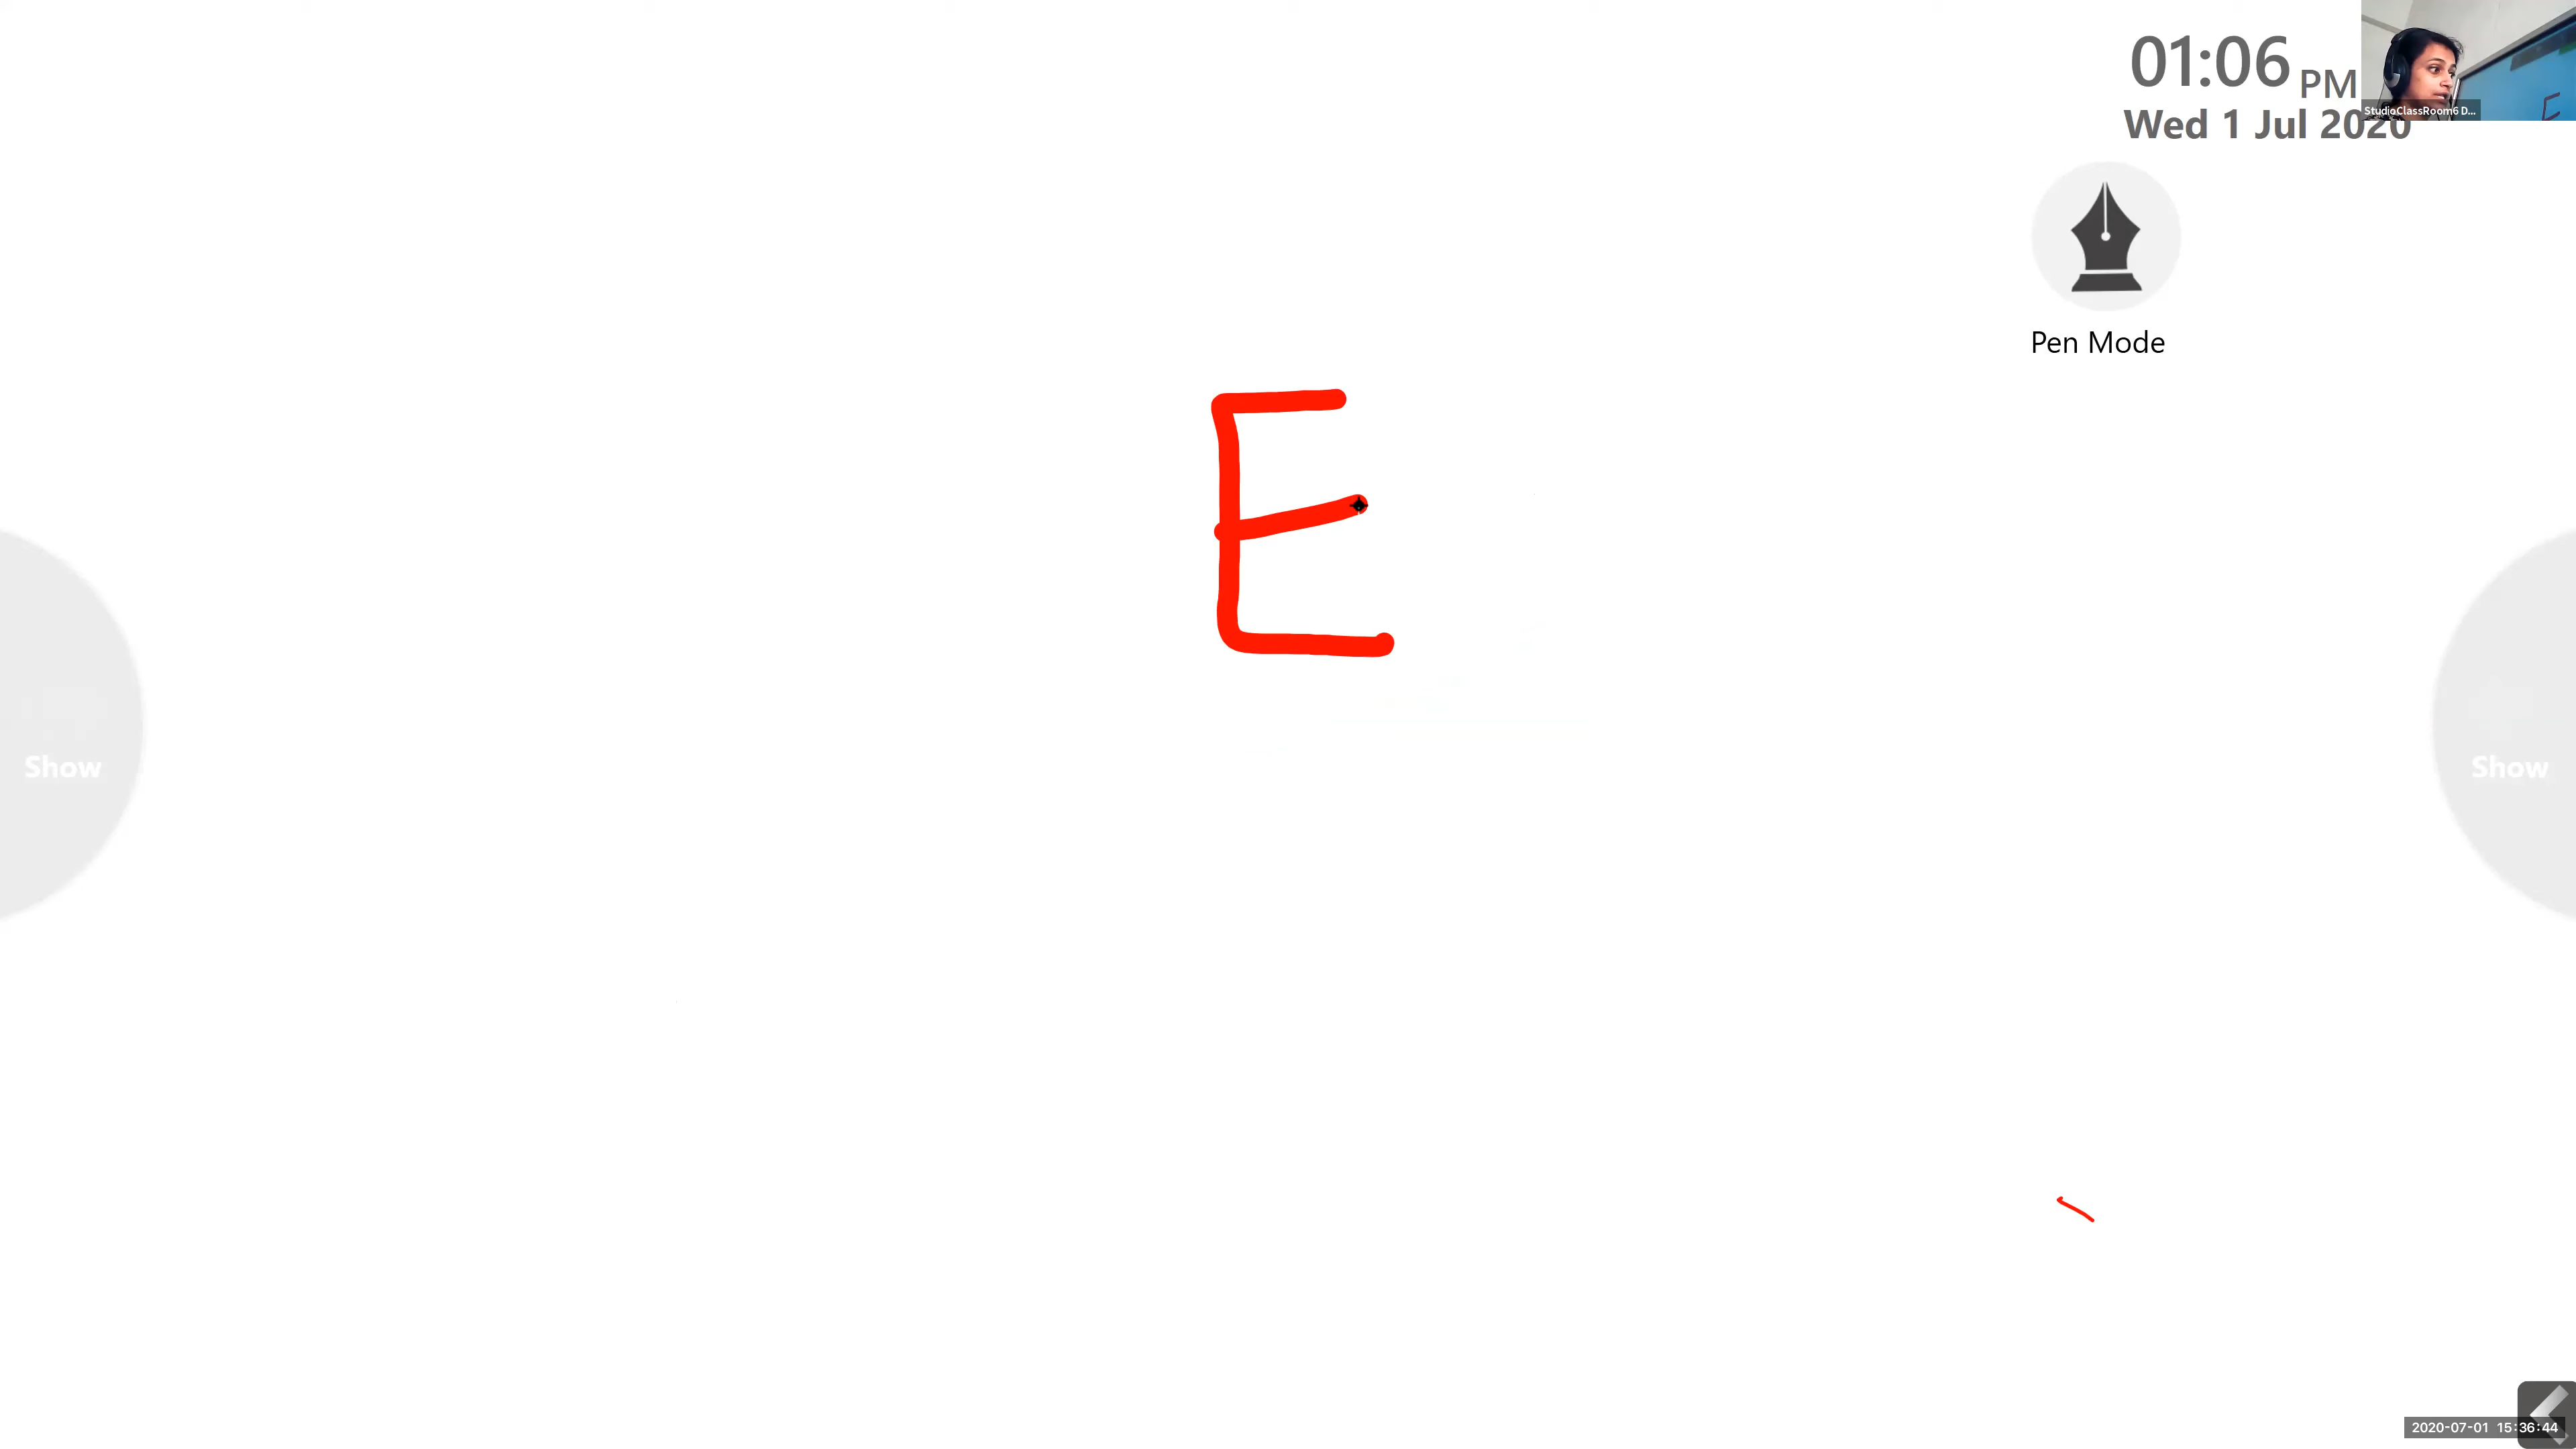 01:06 PM
StudioClassRoom6 D...
Wed 1 Jul 2020
Pen Mode
E
Show
Show
2020-07-01 15:36:44